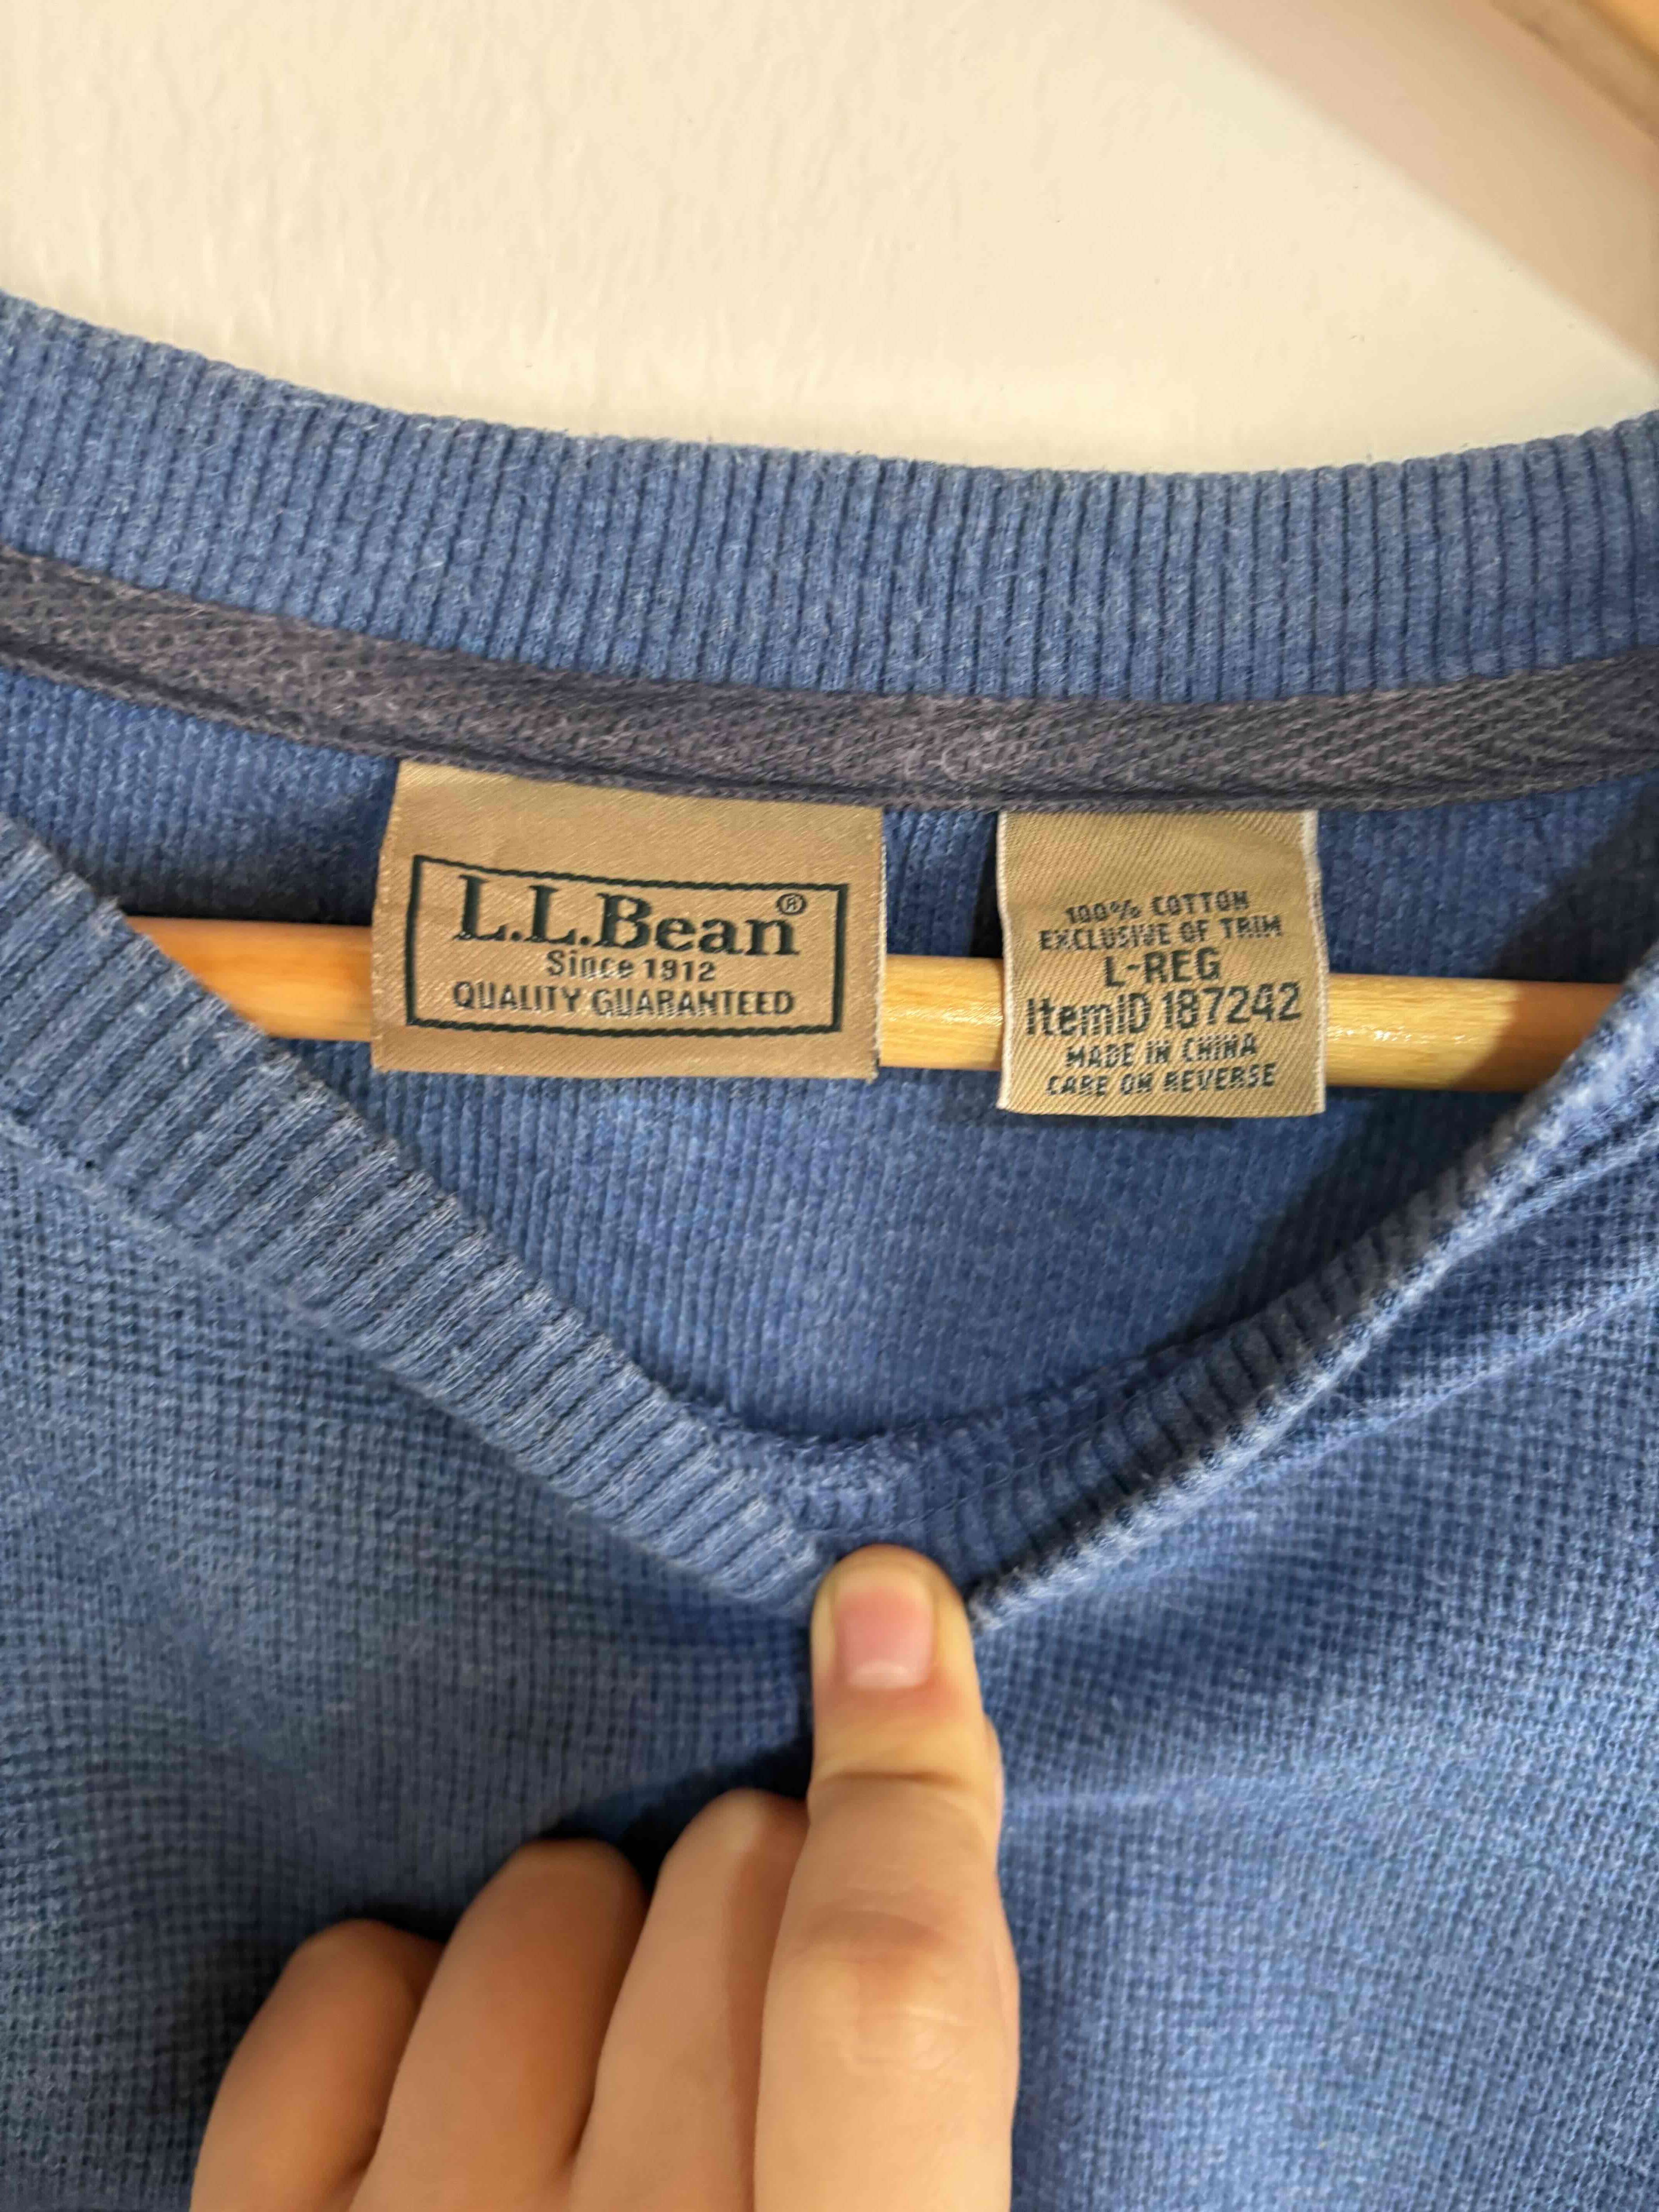 L.L.Bean®
Since 1912
QUALITY GUARANTEED
100% COTTON
EXCLUSIVE OF TRIM
L-REG
ItemID 187242
MADE IN CHINA
CARE ON REVERSE